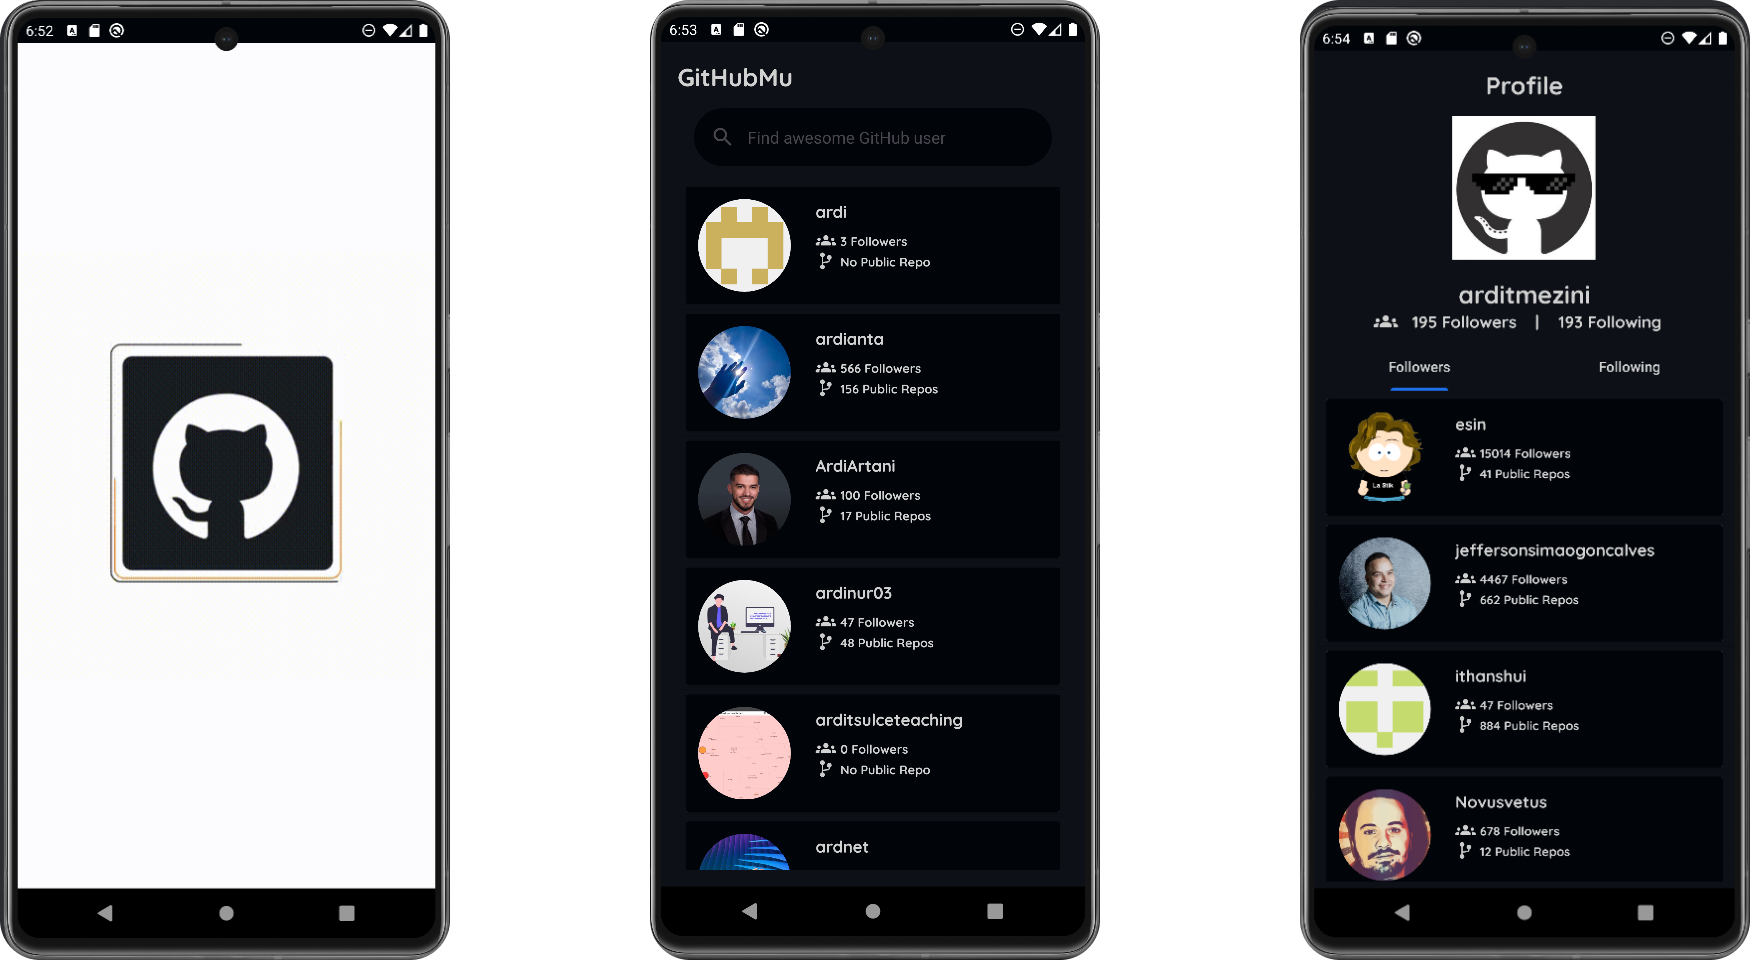 6:52
6:53
GitHubMu
Find awesome GitHub user
ardi
3 Followers
No Public Repo
ardianta
566 Followers
156 Public Repos
ArdiArtani
100 Followers
17 Public Repos
ardinur03
47 Followers
48 Public Repos
arditsulceteaching
0 Followers
No Public Repo
ardnet
6:54
Profile
arditmezini
195 Followers | 193 Following
Followers Following
esin
La Stik
15014 Followers
41 Public Repos
jeffersonsimaogoncalves
4467 Followers
662 Public Repos
ithanshui
47 Followers
884 Public Repos
Novusvetus
678 Followers
12 Public Repos